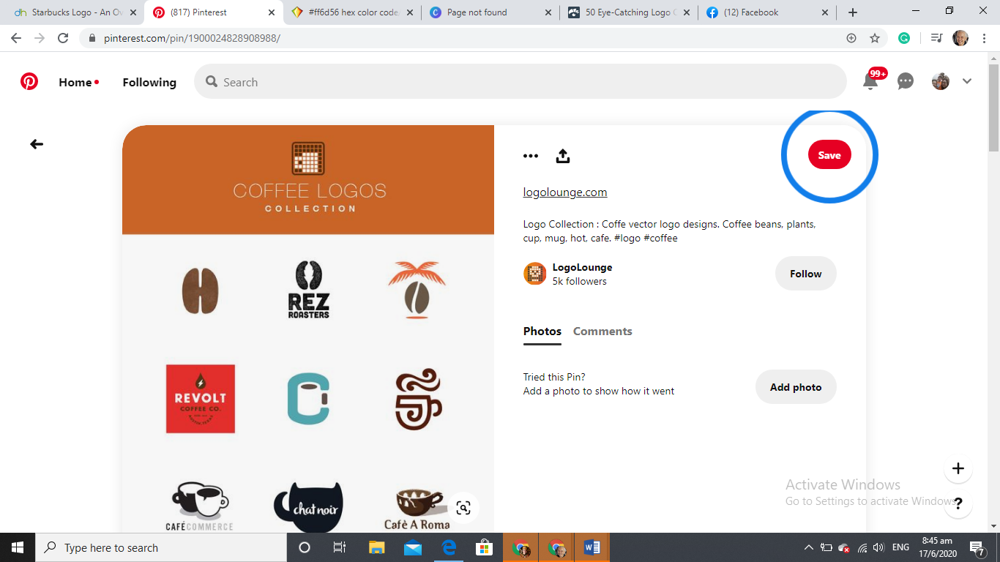 Starbucks Logo - An Ov
(817) Pinterest
#ff6d56 hex color code
Page not found
50 Eye-Catching Logo C
(12) Facebook
pinterest.com/pin/1900024828908988/
Home
Following
Search
99+
COFFEE LOGOS
COLLECTION
REZ
ROASTERS
REVOLT
COFFEE CO.
AUSTIN, TEXAS
CAFÉCOMMERCE
chat noir
Cafè A Roma
Save
logolounge.com
Logo Collection : Coffe vector logo designs. Coffee beans, plants,
cup, mug, hot, cafe. #logo #coffee
LogoLounge
5k followers
Follow
Photos
Comments
Tried this Pin?
Add a photo to show how it went
Add photo
Activate Windows
Go to Settings to activate Windows.
?
Type here to search
ENG
8:45 am
17/6/2020
7